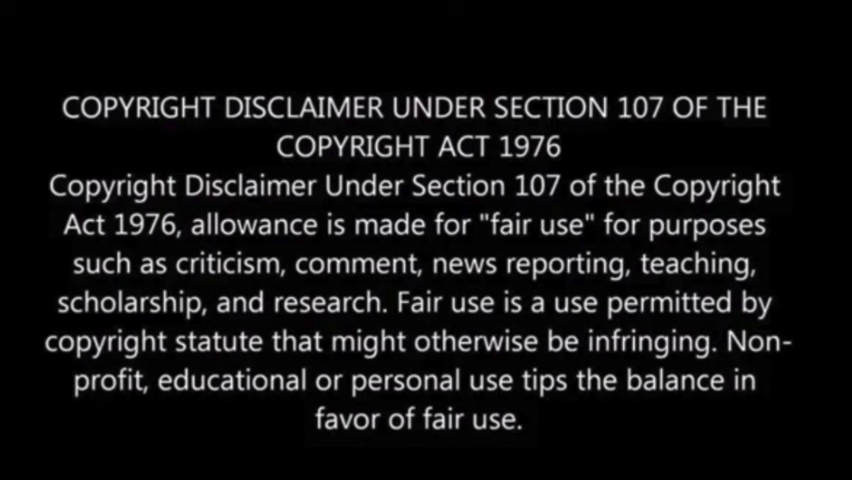 COPYRIGHT DISCLAIMER UNDER SECTION 107 OF THE
COPYRIGHT ACT 1976
Copyright Disclaimer Under Section 107 of the Copyright
Act 1976, allowance is made for "fair use" for purposes
such as criticism, comment, news reporting, teaching,
scholarship, and research. Fair use is a use permitted by
copyright statute that might otherwise be infringing. Non-
profit, educational or personal use tips the balance in
favor of fair use.